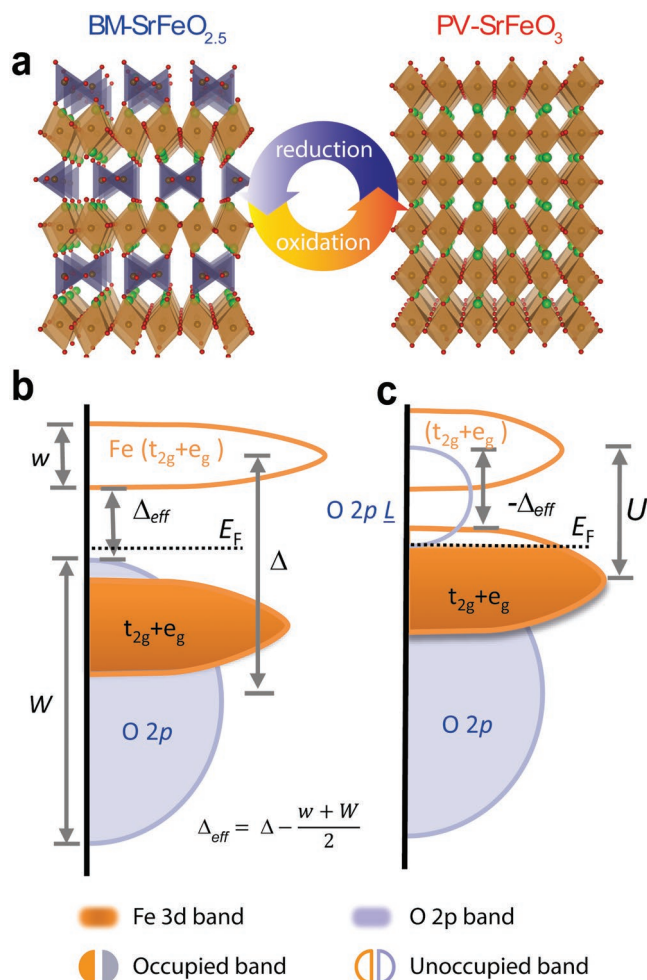 BM-SrFeO2.5
PV-SrFeO3
a
reduction
oxidation
b
c
w
Fe (t2g+eg)
(t2g+eg)
Δeff
EF
Δ
O 2p L
-Δeff
EF
U
t2g+eg
t2g+eg
W
O 2p
O 2p
Δeff = Δ - (w + W)/2
Fe 3d band
O 2p band
Occupied band
Unoccupied band